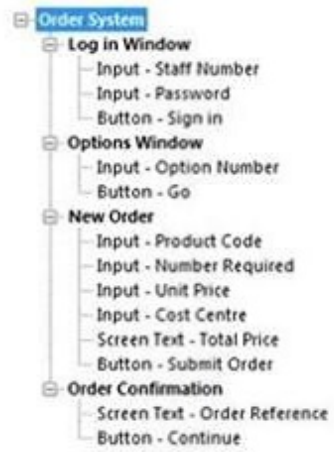 Order System
Log in Window
Input - Staff Number
Input - Password
Button - Sign in
Options Window
Input - Option Number
Button - Go
New Order
Input - Product Code
Input - Number Required
Input - Unit Price
Input - Cost Centre
Screen Text - Total Price
Button - Submit Order
Order Confirmation
Screen Text - Order Reference
Button - Continue